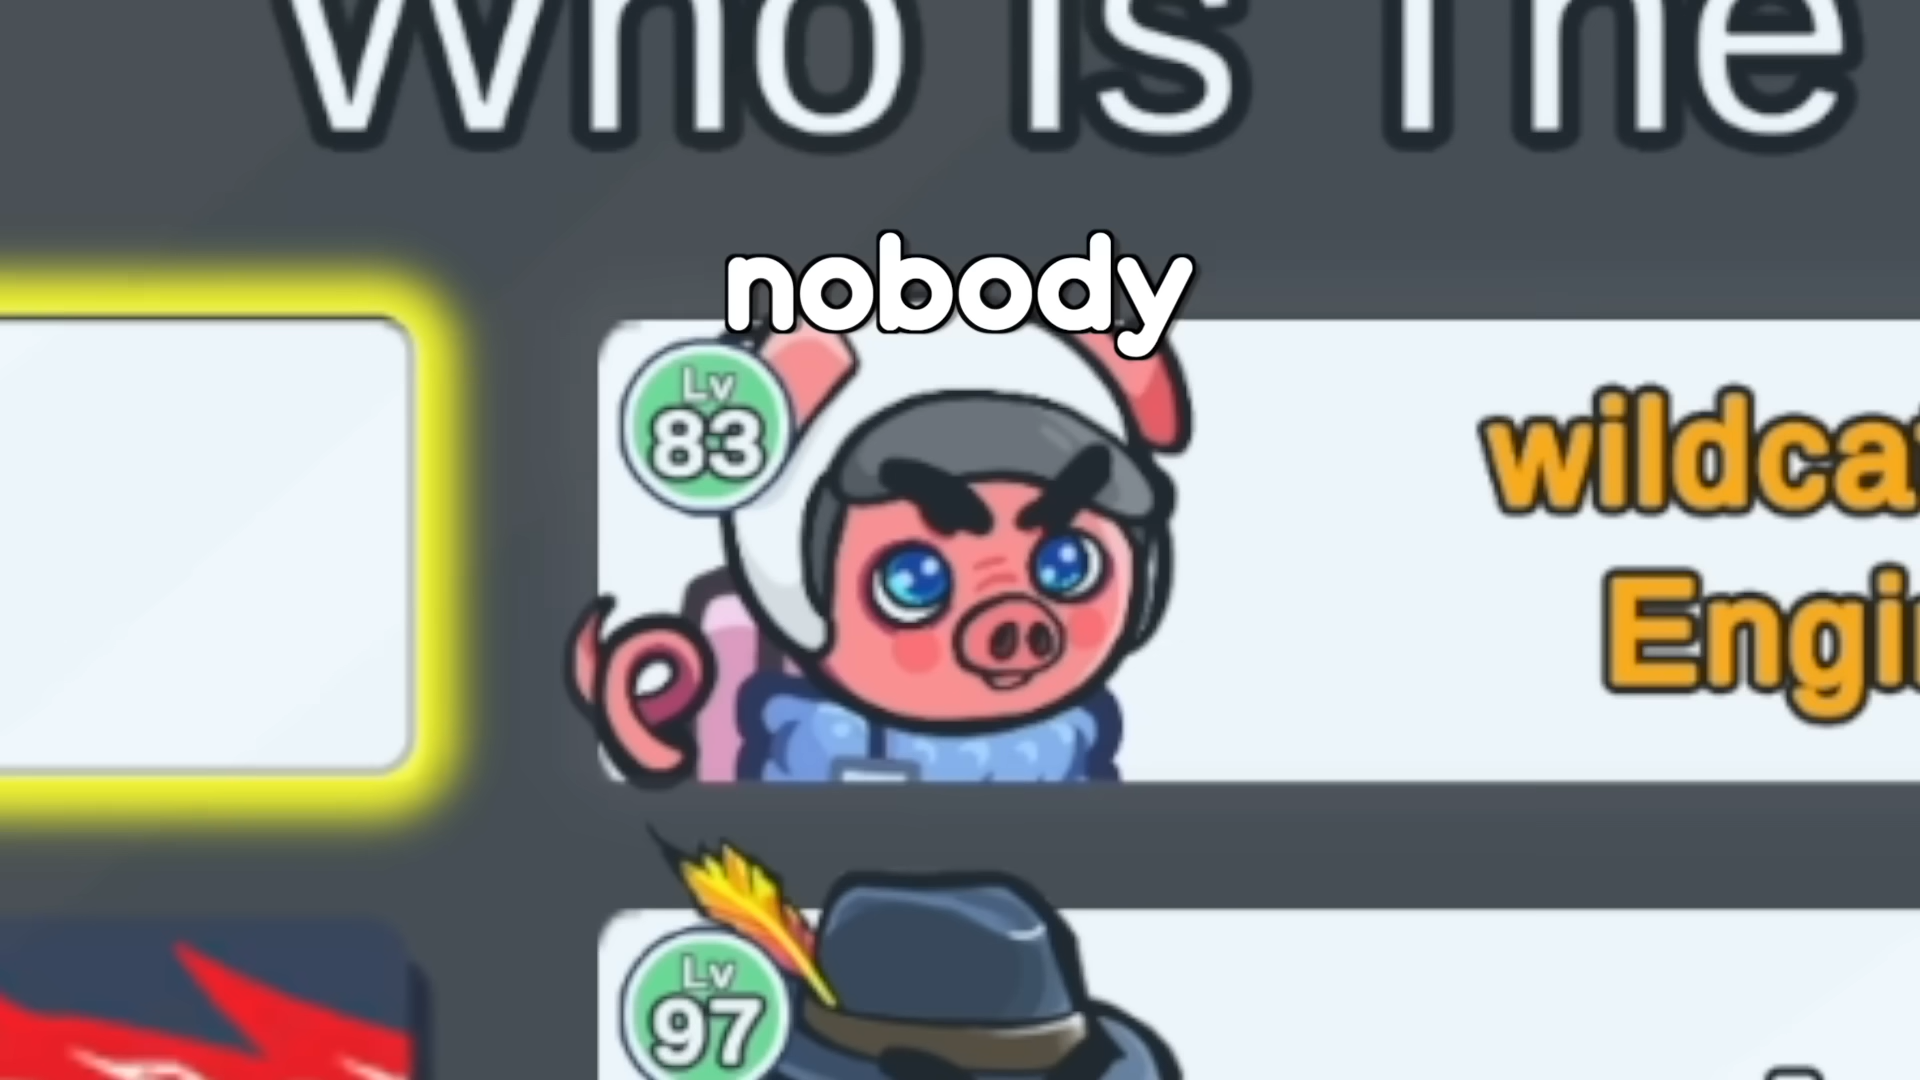 Who Is The
nobody
Lv
83
wildca
Engi
Lv
97